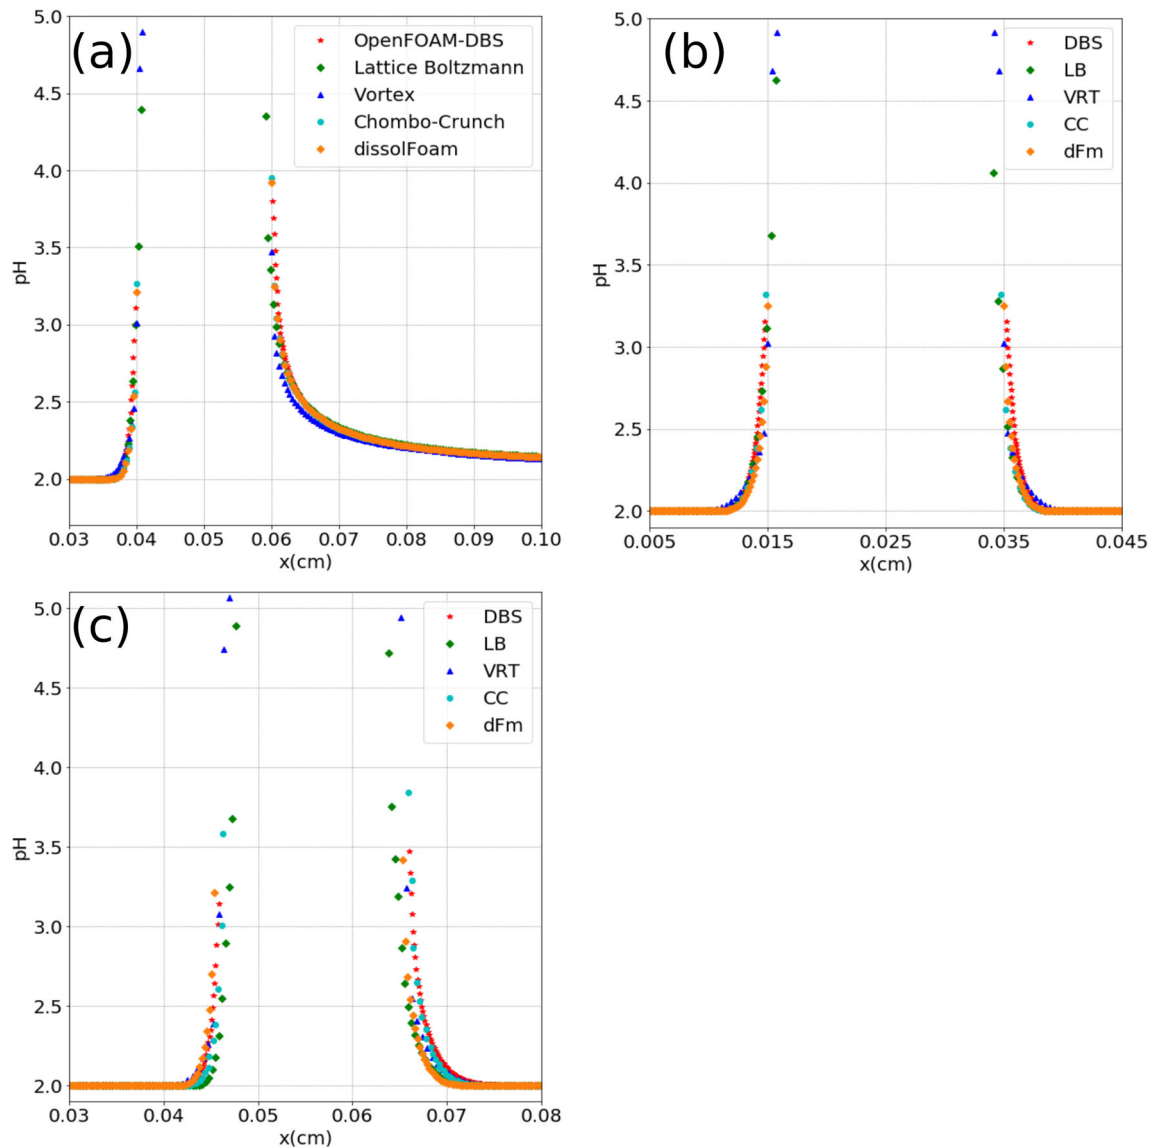 (a)
OpenFOAM-DBS
Lattice Boltzmann
Vortex
Chombo-Crunch
dissolFoam
5.0
4.5
4.0
3.5
3.0
2.5
2.0
pH
0.03 0.04 0.05 0.06 0.07 0.08 0.09 0.10
x(cm)
(b)
DBS
LB
VRT
CC
dFm
5.0
4.5
4.0
3.5
3.0
2.5
2.0
pH
0.005 0.015 0.025 0.035 0.045
x(cm)
(c)
DBS
LB
VRT
CC
dFm
5.0
4.5
4.0
3.5
3.0
2.5
2.0
pH
0.03 0.04 0.05 0.06 0.07 0.08
x(cm)